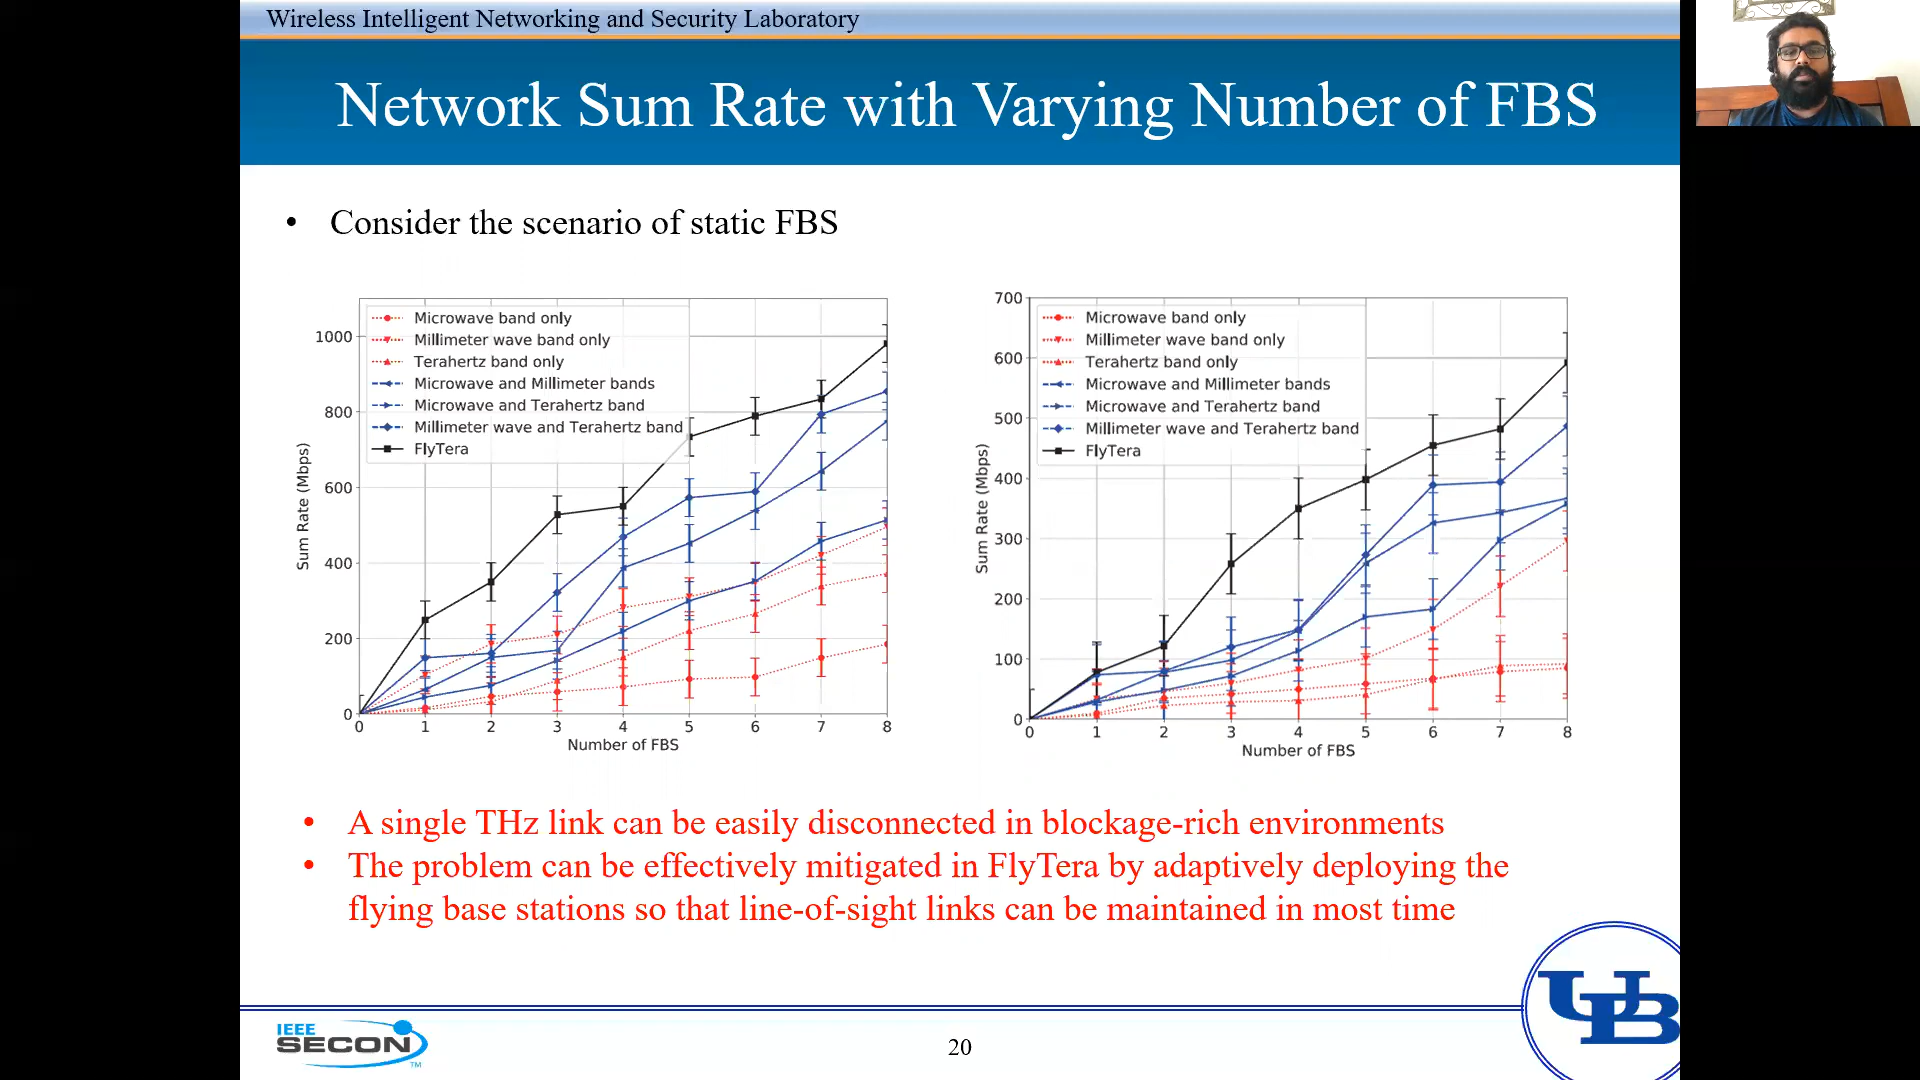 Wireless Intelligent Networking and Security Laboratory
Network Sum Rate with Varying Number of FBS
• Consider the scenario of static FBS
Microwave band only
Millimeter wave band only
Terahertz band only
Microwave and Millimeter bands
Microwave and Terahertz band
Millimeter wave and Terahertz band
FlyTera
1000
800
600
400
200
0
Sum Rate (Mbps)
0 1 2 3 4 5 6 7 8
Number of FBS
Microwave band only
Millimeter wave band only
Terahertz band only
Microwave and Millimeter bands
Microwave and Terahertz band
Millimeter wave and Terahertz band
FlyTera
700
600
500
400
300
200
100
0
Sum Rate (Mbps)
0 1 2 3 4 5 6 7 8
Number of FBS
• A single THz link can be easily disconnected in blockage-rich environments
• The problem can be effectively mitigated in FlyTera by adaptively deploying the
flying base stations so that line-of-sight links can be maintained in most time
IEEE
SECON™
20
UB